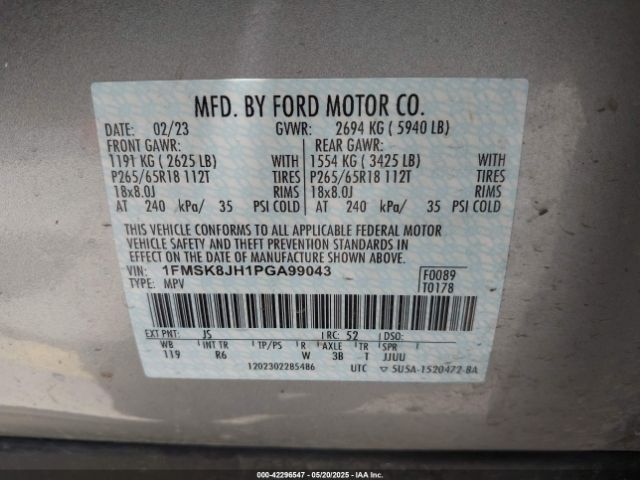 MFD. BY FORD MOTOR CO.
DATE: 02/23 GVWR: 2694 KG ( 5940 LB)
FRONT GAWR: REAR GAWR:
1191 KG ( 2625 LB) WITH 1554 KG ( 3425 LB) WITH
P265/65R18 112T TIRES P265/65R18 112T TIRES
18x8.0J RIMS 18x8.0J RIMS
AT 240 kPa/ 35 PSI COLD AT 240 kPa/ 35 PSI COLD
THIS VEHICLE CONFORMS TO ALL APPLICABLE FEDERAL MOTOR
VEHICLE SAFETY AND THEFT PREVENTION STANDARDS IN
EFFECT ON THE DATE OF MANUFACTURE SHOWN ABOVE.
VIN: 1FMSK8JH1PGA99043 F0089
TYPE: MPV T0178
EXT PNT: JS RC: 52 DSO:
WB INT TR TP/PS R AXLE TR SPR
119 R6 W 3B T JJUU
1202302285486 UTC ▽ 5U5A-1520472-BA
000-42296547 — 05/20/2025 — IAA Inc.